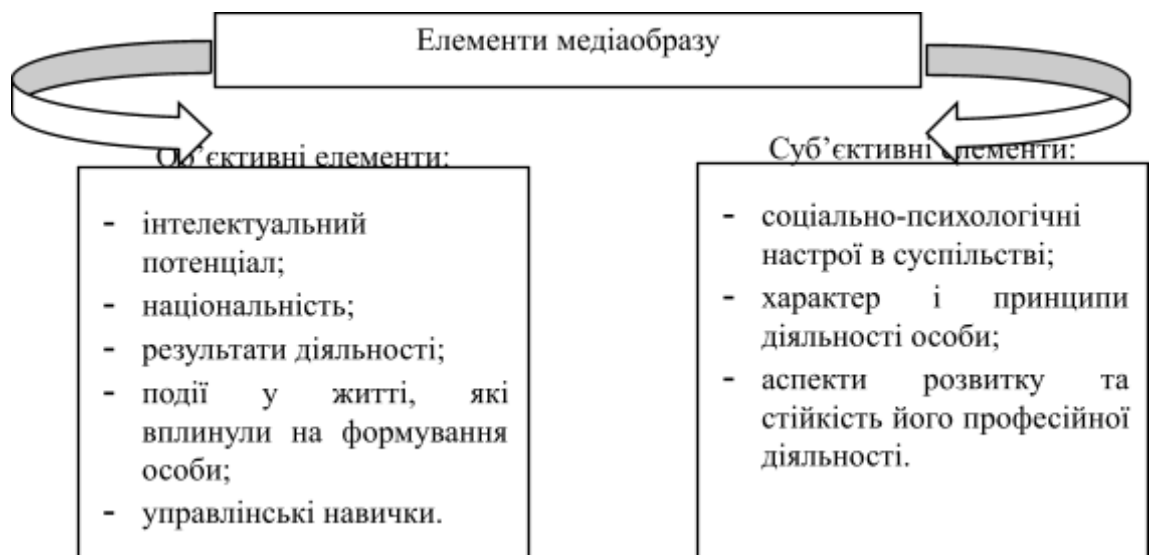 Елементи медіаобразу
Об’єктивні елементи:
- інтелектуальний
потенціал;
- національність;
- результати діяльності;
- події у житті, які
вплинули на формування
особи;
- управлінські навички.
Суб’єктивні елементи:
- соціально-психологічні
настрої в суспільстві;
- характер і принципи
діяльності особи;
- аспекти розвитку та
стійкість його професійної
діяльності.